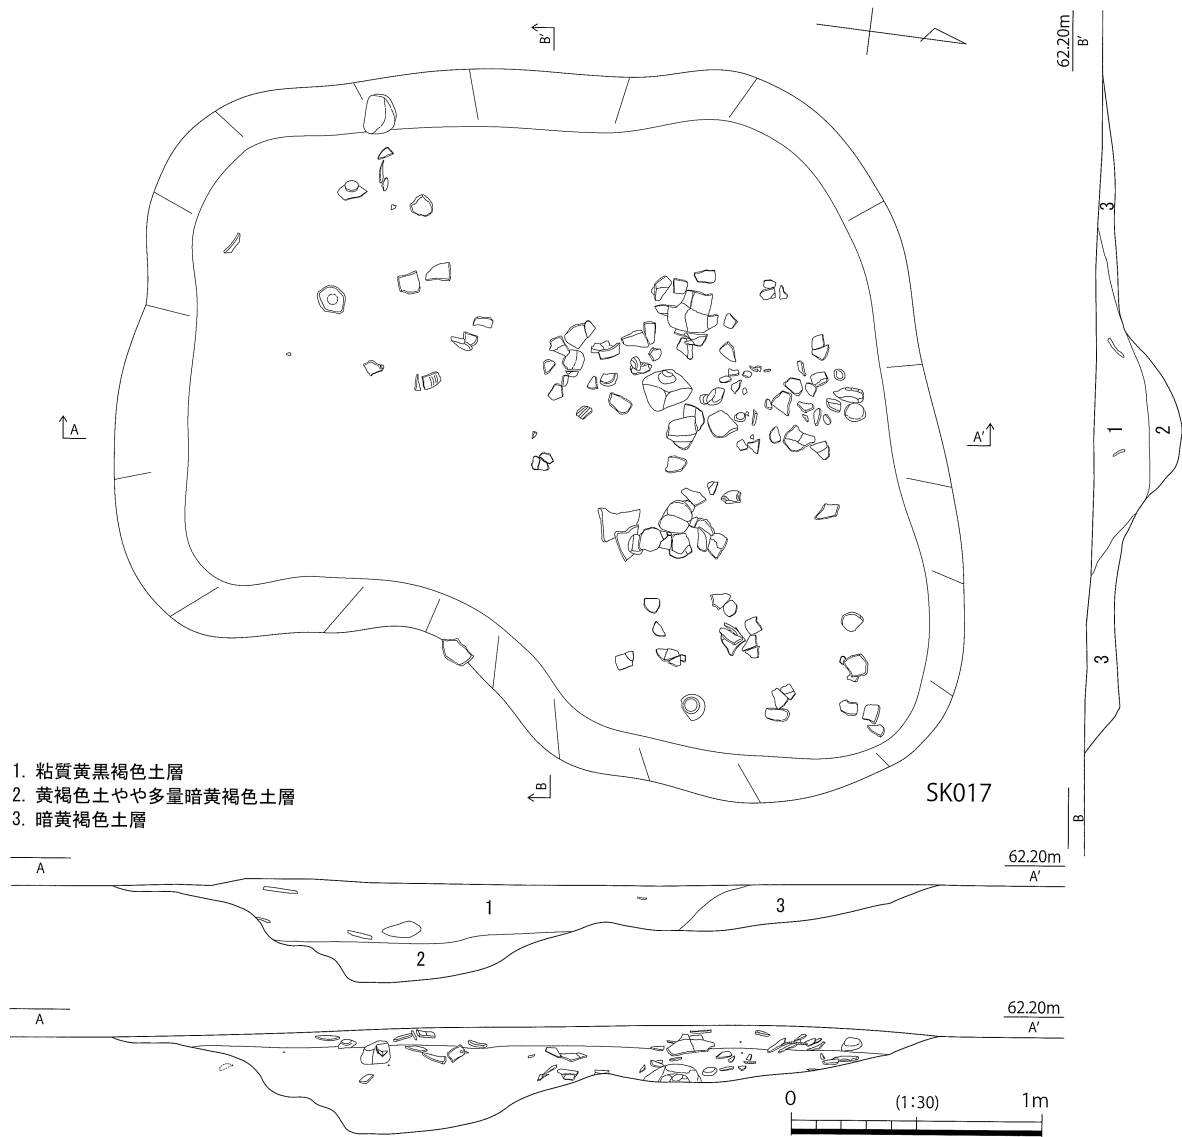 B'
62.20m
B'
3
A
A'
1
2
3
B
1. 粘質黄黒褐色土層
2. 黄褐色土やや多量暗黄褐色土層
3. 暗黄褐色土層
SK017
B
A
62.20m
A'
1
3
2
A
62.20m
A'
0
(1:30)
1m